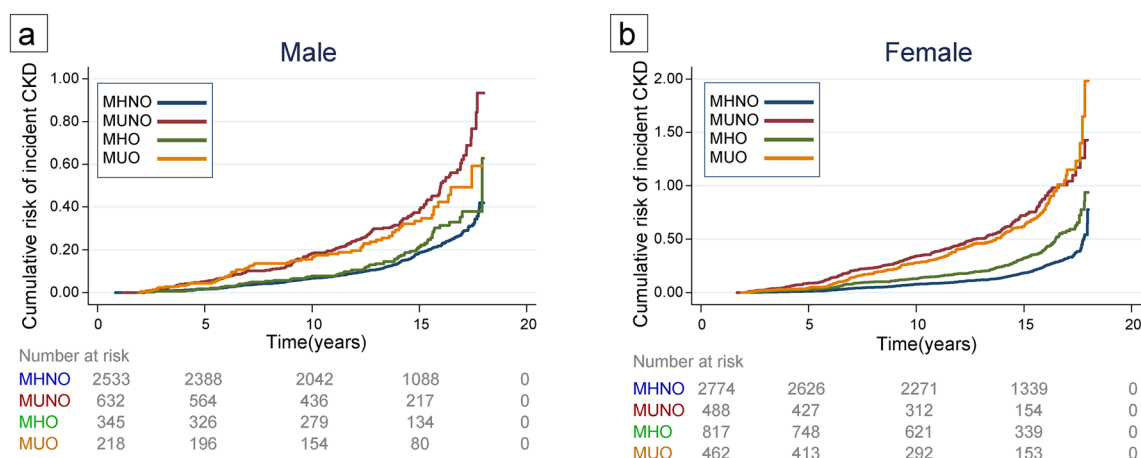 a
Male
Cumulative risk of incident CKD
1.00
0.80
0.60
0.40
0.20
0.00
MHNO
MUNO
MHO
MUO
0 5 10 15 20
Time(years)
Number at risk
MHNO 2533 2388 2042 1088 0
MUNO 632 564 436 217 0
MHO 345 326 279 134 0
MUO 218 196 154 80 0
b
Female
Cumulative risk of incident CKD
2.00
1.50
1.00
0.50
0.00
MHNO
MUNO
MHO
MUO
0 5 10 15 20
Time(years)
Number at risk
MHNO 2774 2626 2271 1339 0
MUNO 488 427 312 154 0
MHO 817 748 621 339 0
MUO 462 413 292 153 0